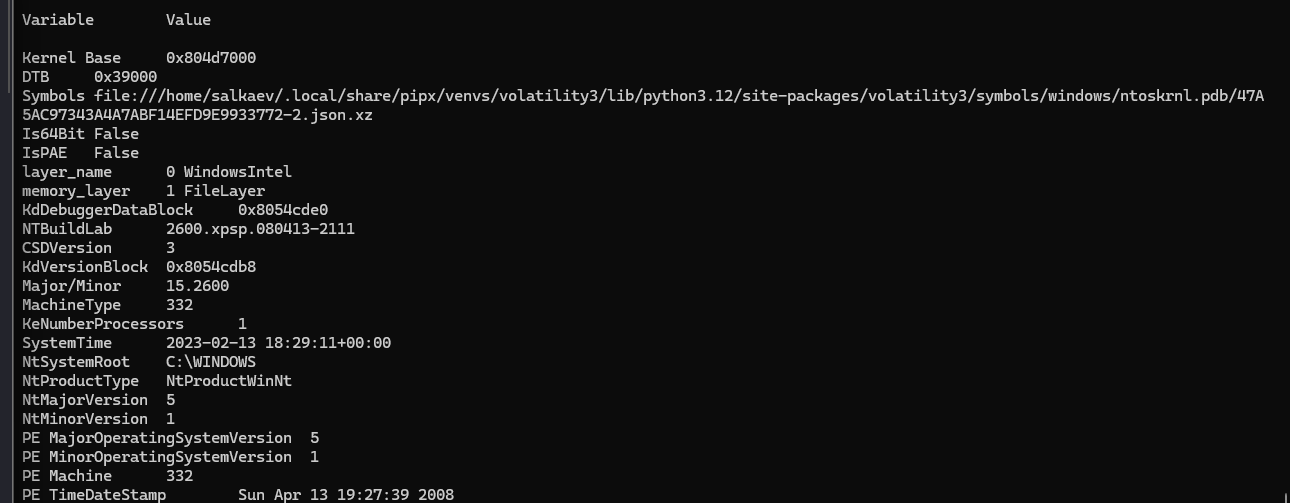 Variable Value
Kernel Base 0x804d7000
DTB 0x39000
Symbols file:///home/salkaev/.local/share/pipx/venvs/volatility3/lib/python3.12/site-packages/volatility3/symbols/windows/ntoskrnl.pdb/47A
5AC97343A4A7ABF14EFD9E9933772-2.json.xz
Is64Bit False
IsPAE False
layer_name 0 WindowsIntel
memory_layer 1 FileLayer
KdDebuggerDataBlock 0x8054cde0
NTBuildLab 2600.xpsp.080413-2111
CSDVersion 3
KdVersionBlock 0x8054cdb8
Major/Minor 15.2600
MachineType 332
KeNumberProcessors 1
SystemTime 2023-02-13 18:29:11+00:00
NtSystemRoot C:\WINDOWS
NtProductType NtProductWinNt
NtMajorVersion 5
NtMinorVersion 1
PE MajorOperatingSystemVersion 5
PE MinorOperatingSystemVersion 1
PE Machine 332
PE TimeDateStamp Sun Apr 13 19:27:39 2008